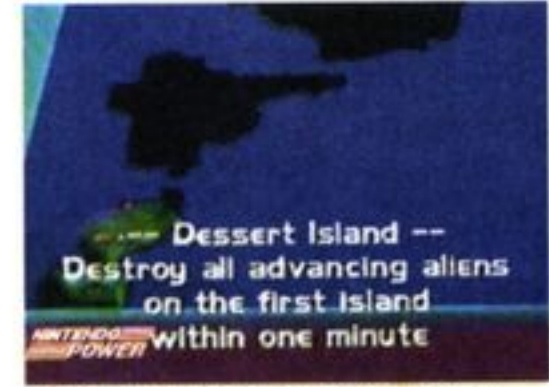 -- Dessert Island --
Destroy all advancing aliens
on the first island
within one minute
NINTENDO
POWER